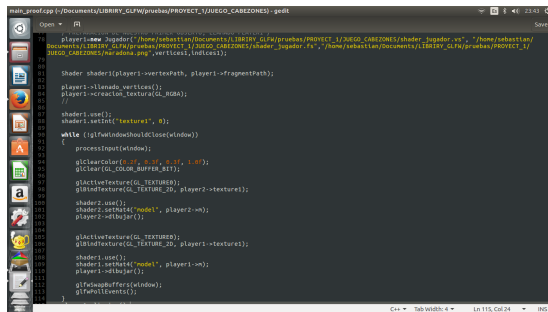 main_proof.cpp (~/Documents/LIBRIRY_GLFW/pruebas/PROYECT_1/JUEGO_CABEZONES) - gedit
Es
23:43
Open
Save
78 player1=new Jugador("/home/sebastian/Documents/LIBRIRY_GLFW/pruebas/PROYECT_1/JUEGO_CABEZONES/shader_jugador.vs", "/home/sebastian/
Documents/LIBRIRY_GLFW/pruebas/PROYECT_1/JUEGO_CABEZONES/shader_jugador.fs","/home/sebastian/Documents/LIBRIRY_GLFW/pruebas/PROYECT_1/
JUEGO_CABEZONES/maradona.png",vertices1,indices1);
Shader shader1(player1->vertexPath, player1->fragmentPath);
player1->llenado_vertices();
player1->creacion_textura(GL_RGBA);
//
shader1.use();
shader1.setInt("texture1", 0);
while (!glfwWindowShouldClose(window))
{
processInput(window);
glClearColor(0.2f, 0.3f, 0.3f, 1.0f);
glClear(GL_COLOR_BUFFER_BIT);
glActiveTexture(GL_TEXTURE0);
glBindTexture(GL_TEXTURE_2D, player2->texture1);
shader2.use();
shader2.setMat4("model", player2->m);
player2->dibujar();
glActiveTexture(GL_TEXTURE0);
glBindTexture(GL_TEXTURE_2D, player1->texture1);
shader1.use();
shader1.setMat4("model", player1->m);
player1->dibujar();
glfwSwapBuffers(window);
glfwPollEvents();
}
C++ Tab Width: 4 Ln 115, Col 24 INS